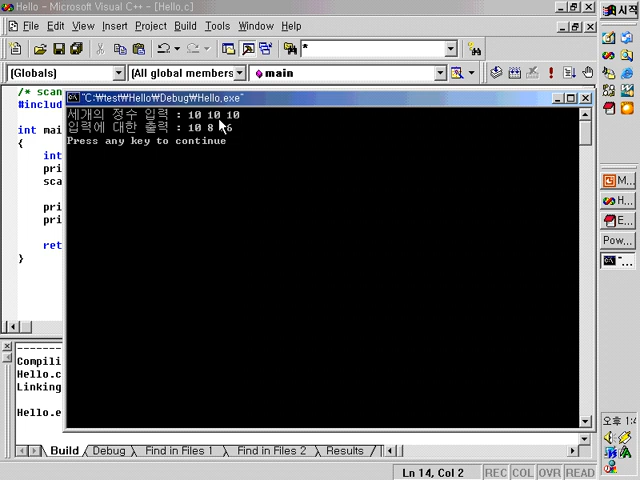 Hello - Microsoft Visual C++ - [Hello,c]
File Edit View Insert Project Build Tools Window Help
*
(Globals) (All global members main
/* scan
#includ
int mai
{
int
pri
sca
pri
pri
ret
}
"C:₩test₩Hello₩Debug₩Hello,exe"
세개의 정수 입력 : 10 10 10
입력에 대한 출력 : 10 8
Press any key to continue
Compili
Hello.c
Linking
Hello.e
Build Debug Find in Files 1 Find in Files 2 Results
Ln 14, Col 2 REC COL OVR READ
시작
M...
H...
E...
Pow...
"...
오후 1:4